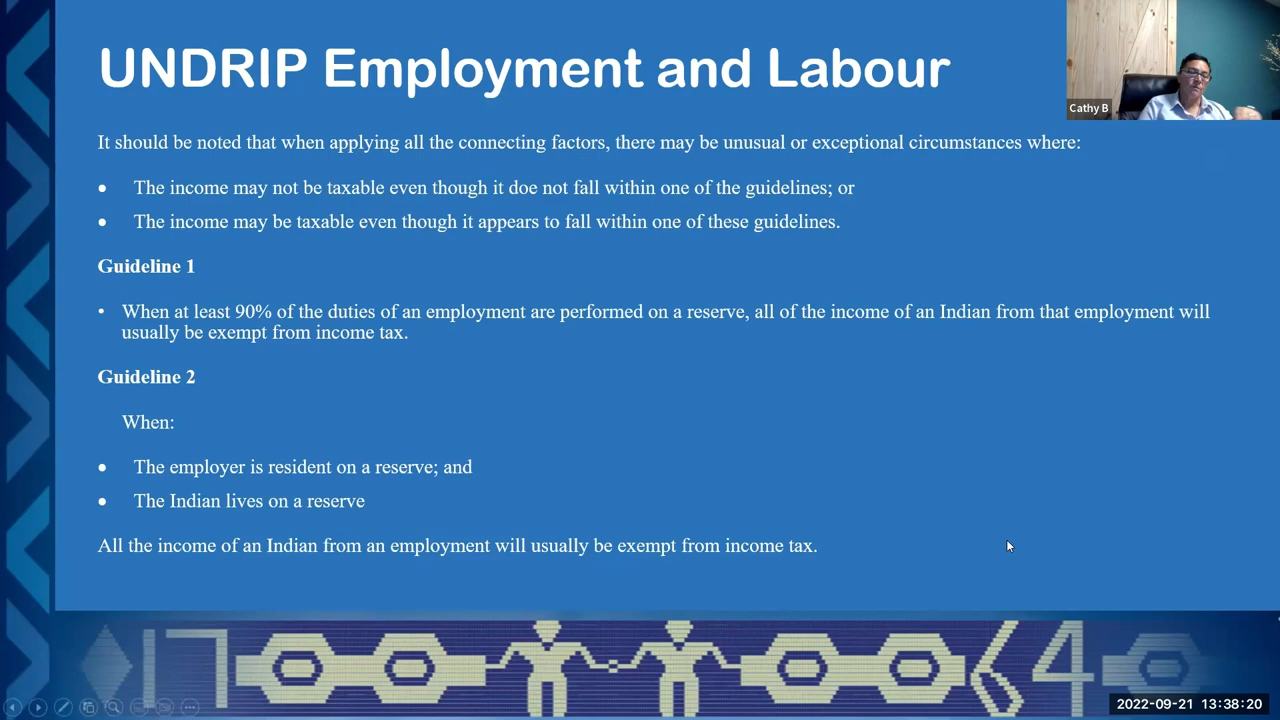 UNDRIP Employment and Labour
Cathy B
It should be noted that when applying all the connecting factors, there may be unusual or exceptional circumstances where:
• The income may not be taxable even though it doe not fall within one of the guidelines; or
• The income may be taxable even though it appears to fall within one of these guidelines.
Guideline 1
• When at least 90% of the duties of an employment are performed on a reserve, all of the income of an Indian from that employment will
usually be exempt from income tax.
Guideline 2
When:
• The employer is resident on a reserve; and
• The Indian lives on a reserve
All the income of an Indian from an employment will usually be exempt from income tax.
17 64
2022-09-21 13:38:20